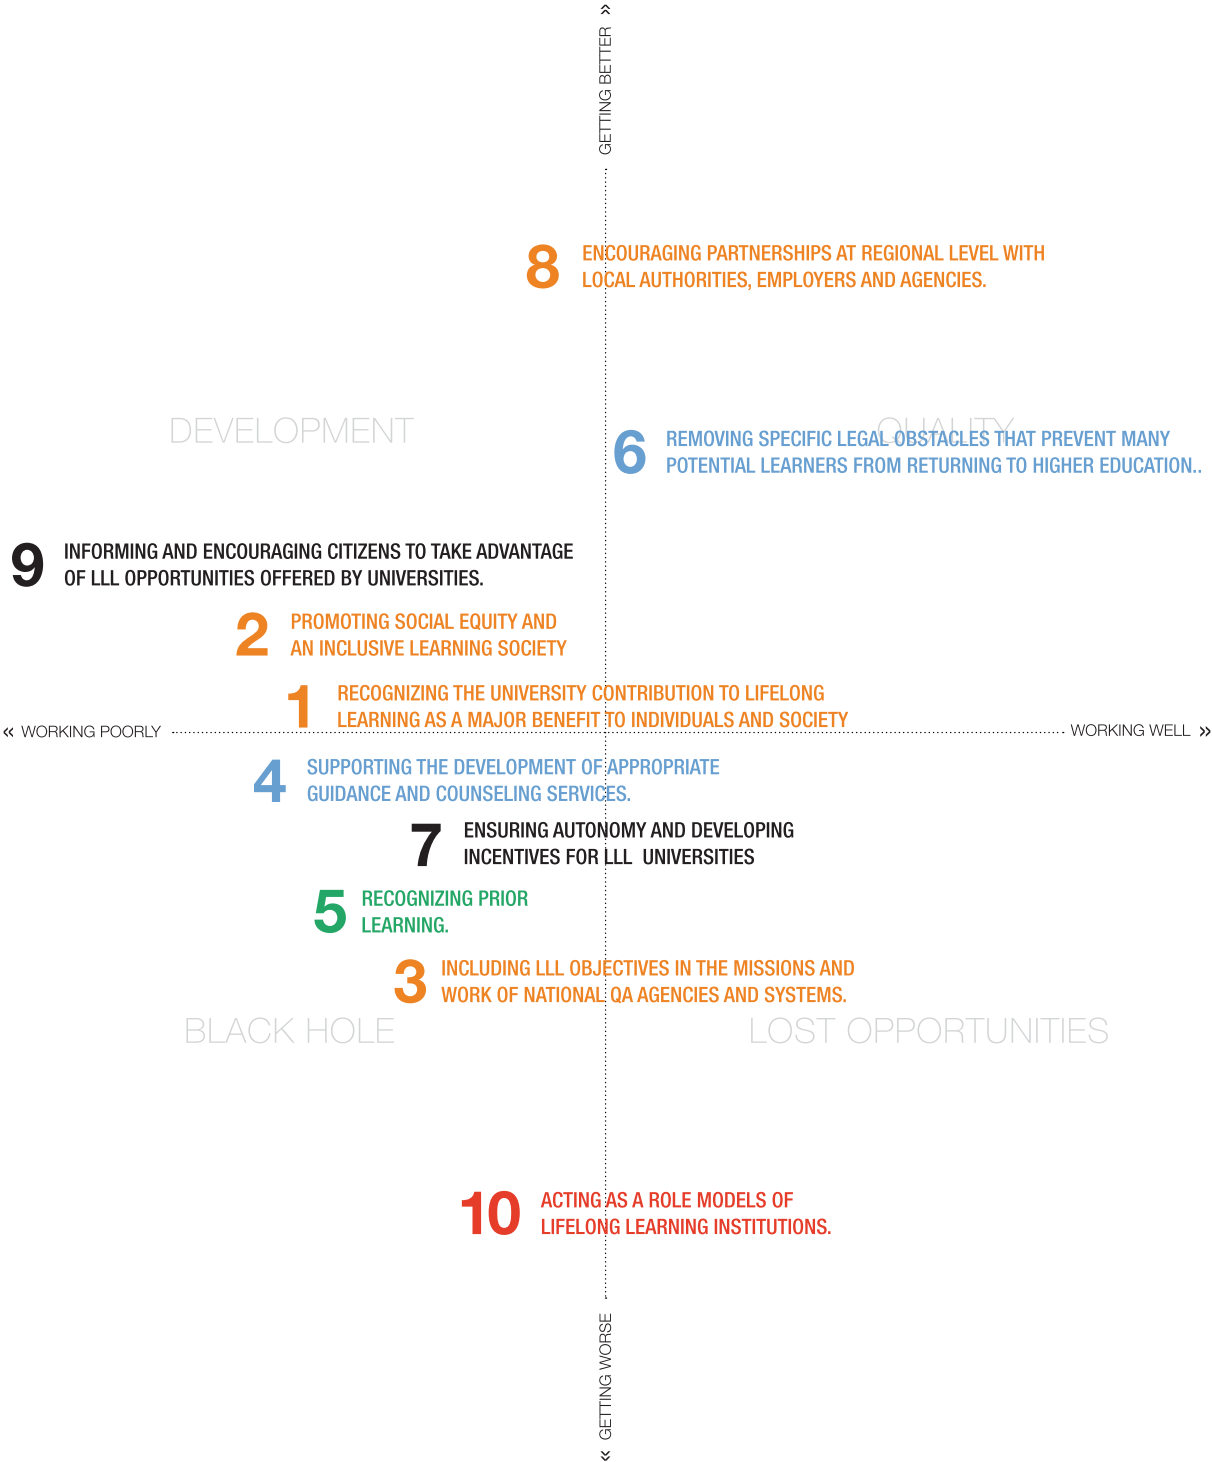 «
GETTING BETTER
8 ENCOURAGING PARTNERSHIPS AT REGIONAL LEVEL WITH
LOCAL AUTHORITIES, EMPLOYERS AND AGENCIES.
DEVELOPMENT
QUALITY
6 REMOVING SPECIFIC LEGAL OBSTACLES THAT PREVENT MANY
POTENTIAL LEARNERS FROM RETURNING TO HIGHER EDUCATION..
9 INFORMING AND ENCOURAGING CITIZENS TO TAKE ADVANTAGE
OF LLL OPPORTUNITIES OFFERED BY UNIVERSITIES.
2 PROMOTING SOCIAL EQUITY AND
AN INCLUSIVE LEARNING SOCIETY
1 RECOGNIZING THE UNIVERSITY CONTRIBUTION TO LIFELONG
LEARNING AS A MAJOR BENEFIT TO INDIVIDUALS AND SOCIETY
« WORKING POORLY
WORKING WELL »
4 SUPPORTING THE DEVELOPMENT OF APPROPRIATE
GUIDANCE AND COUNSELING SERVICES.
7 ENSURING AUTONOMY AND DEVELOPING
INCENTIVES FOR LLL UNIVERSITIES
5 RECOGNIZING PRIOR
LEARNING.
3 INCLUDING LLL OBJECTIVES IN THE MISSIONS AND
WORK OF NATIONAL QA AGENCIES AND SYSTEMS.
BLACK HOLE
LOST OPPORTUNITIES
10 ACTING AS A ROLE MODELS OF
LIFELONG LEARNING INSTITUTIONS.
GETTING WORSE
«